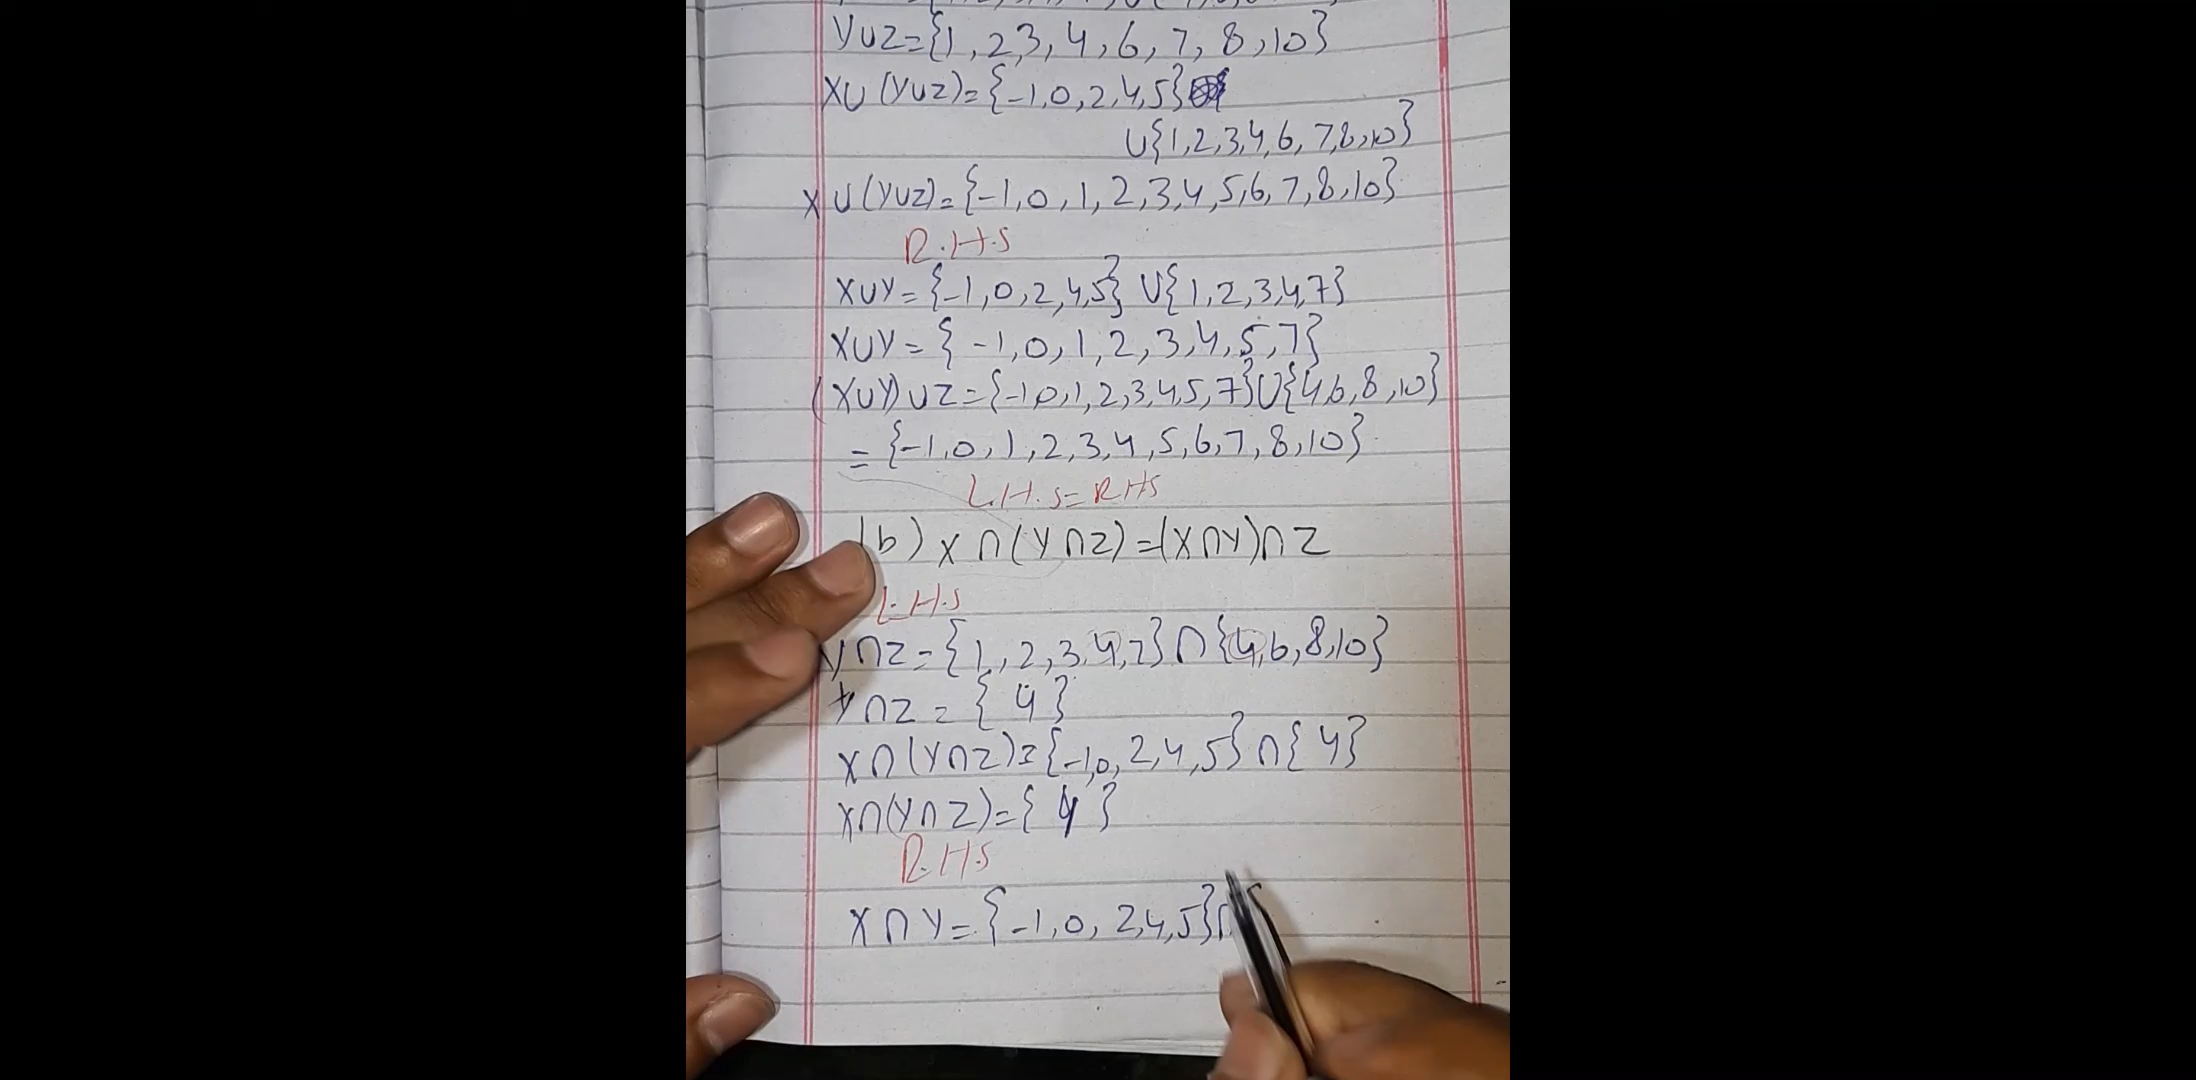 YUZ={1,2,3,4,6,7,8,10}
XU(YUZ)={-1,0,2,4,5}
U{1,2,3,4,6,7,8,10}
XU(YUZ)={-1,0,1,2,3,4,5,6,7,8,10}
R.H.S
XUY={-1,0,2,4,5} U{1,2,3,4,7}
XUY={-1,0,1,2,3,4,5,7}
(XUY)UZ={-1,0,1,2,3,4,5,7}U{4,6,8,10}
={-1,0,1,2,3,4,5,6,7,8,10}
L.H.S=RHS
(b) X∩(Y∩Z)=(X∩Y)∩Z
L.H.S
Y∩Z={1,2,3,4,7}∩{4,6,8,10}
Y∩Z={4}
X∩(Y∩Z)={-1,0,2,4,5}∩{4}
X∩(Y∩Z)={4}
R.H.S
X∩Y={-1,0,2,4,5}∩{